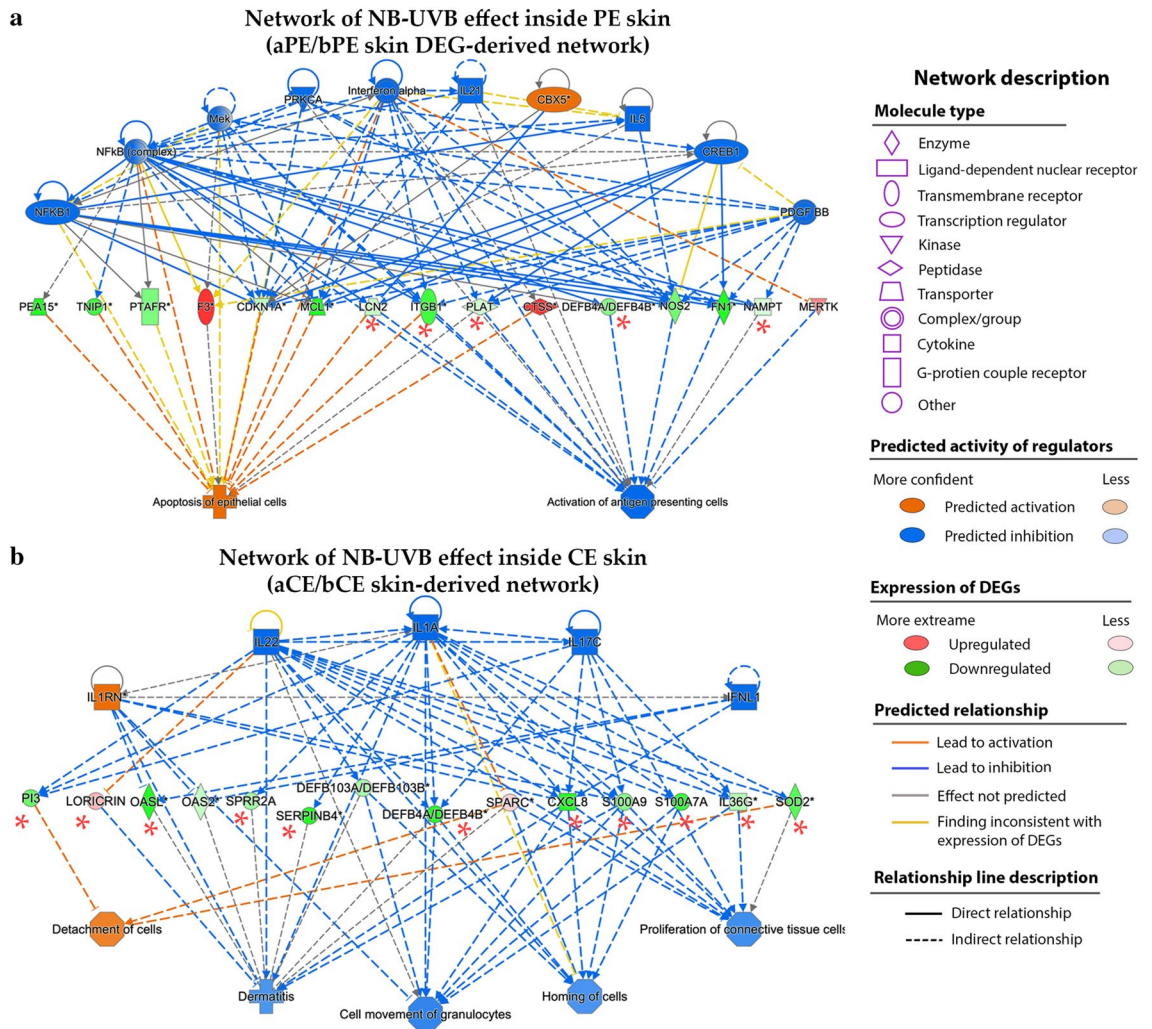 a
Network of NB-UVB effect inside PE skin
(aPE/bPE skin DEG-derived network)
PRKCA
Interferon alpha
IL21
CBX5*
Mek
IL5
NFkB (complex)
CREB1
NFKB1
PDGF BB
PEA15*
TNIP1*
PTAFR*
F3*
CDKN1A*
MCL1*
LCN2
ITGB1*
PLAT
CTSS*
DEFB4A/DEFB4B*
NOS2
FN1*
NAMPT
MERTK
Apoptosis of epithelial cells
Activation of antigen presenting cells
b
Network of NB-UVB effect inside CE skin
(aCE/bCE skin-derived network)
IL22
IL1A
IL17C
IL1RN*
IFNL1
PI3
LORICRIN
OASL*
OAS2*
SPRR2A
SERPINB4*
DEFB103A/DEFB103B*
DEFB4A/DEFB4B*
SPARC*
CXCL8
S100A9
S100A7A
IL36G*
SOD2*
Detachment of cells
Proliferation of connective tissue cells
Dermatitis
Cell movement of granulocytes
Homing of cells
Network description
Molecule type
Enzyme
Ligand-dependent nuclear receptor
Transmembrane receptor
Transcription regulator
Kinase
Peptidase
Transporter
Complex/group
Cytokine
G-protien couple receptor
Other
Predicted activity of regulators
More confident Less
Predicted activation
Predicted inhibition
Expression of DEGs
More extreame Less
Upregulated
Downregulated
Predicted relationship
Lead to activation
Lead to inhibition
Effect not predicted
Finding inconsistent with
expression of DEGs
Relationship line description
Direct relationship
Indirect relationship